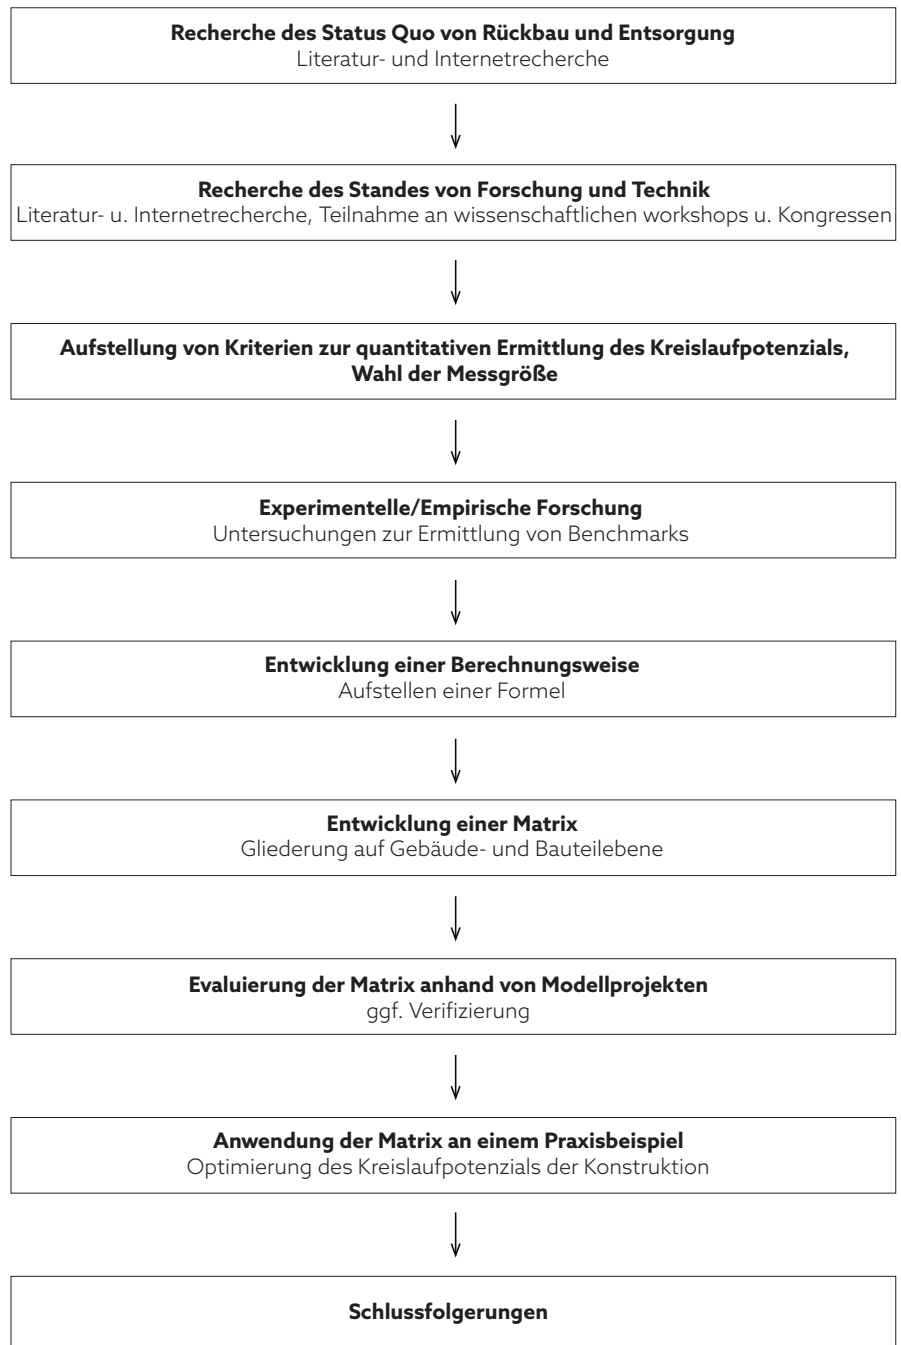 Recherche des Status Quo von Rückbau und Entsorgung
Literatur- und Internetrecherche
Recherche des Standes von Forschung und Technik
Literatur- u. Internetrecherche, Teilnahme an wissenschaftlichen workshops u. Kongressen
Aufstellung von Kriterien zur quantitativen Ermittlung des Kreislaufpotenzials,
Wahl der Messgröße
Experimentelle/Empirische Forschung
Untersuchungen zur Ermittlung von Benchmarks
Entwicklung einer Berechnungsweise
Aufstellen einer Formel
Entwicklung einer Matrix
Gliederung auf Gebäude- und Bauteilebene
Evaluierung der Matrix anhand von Modellprojekten
ggf. Verifizierung
Anwendung der Matrix an einem Praxisbeispiel
Optimierung des Kreislaufpotenzials der Konstruktion
Schlussfolgerungen